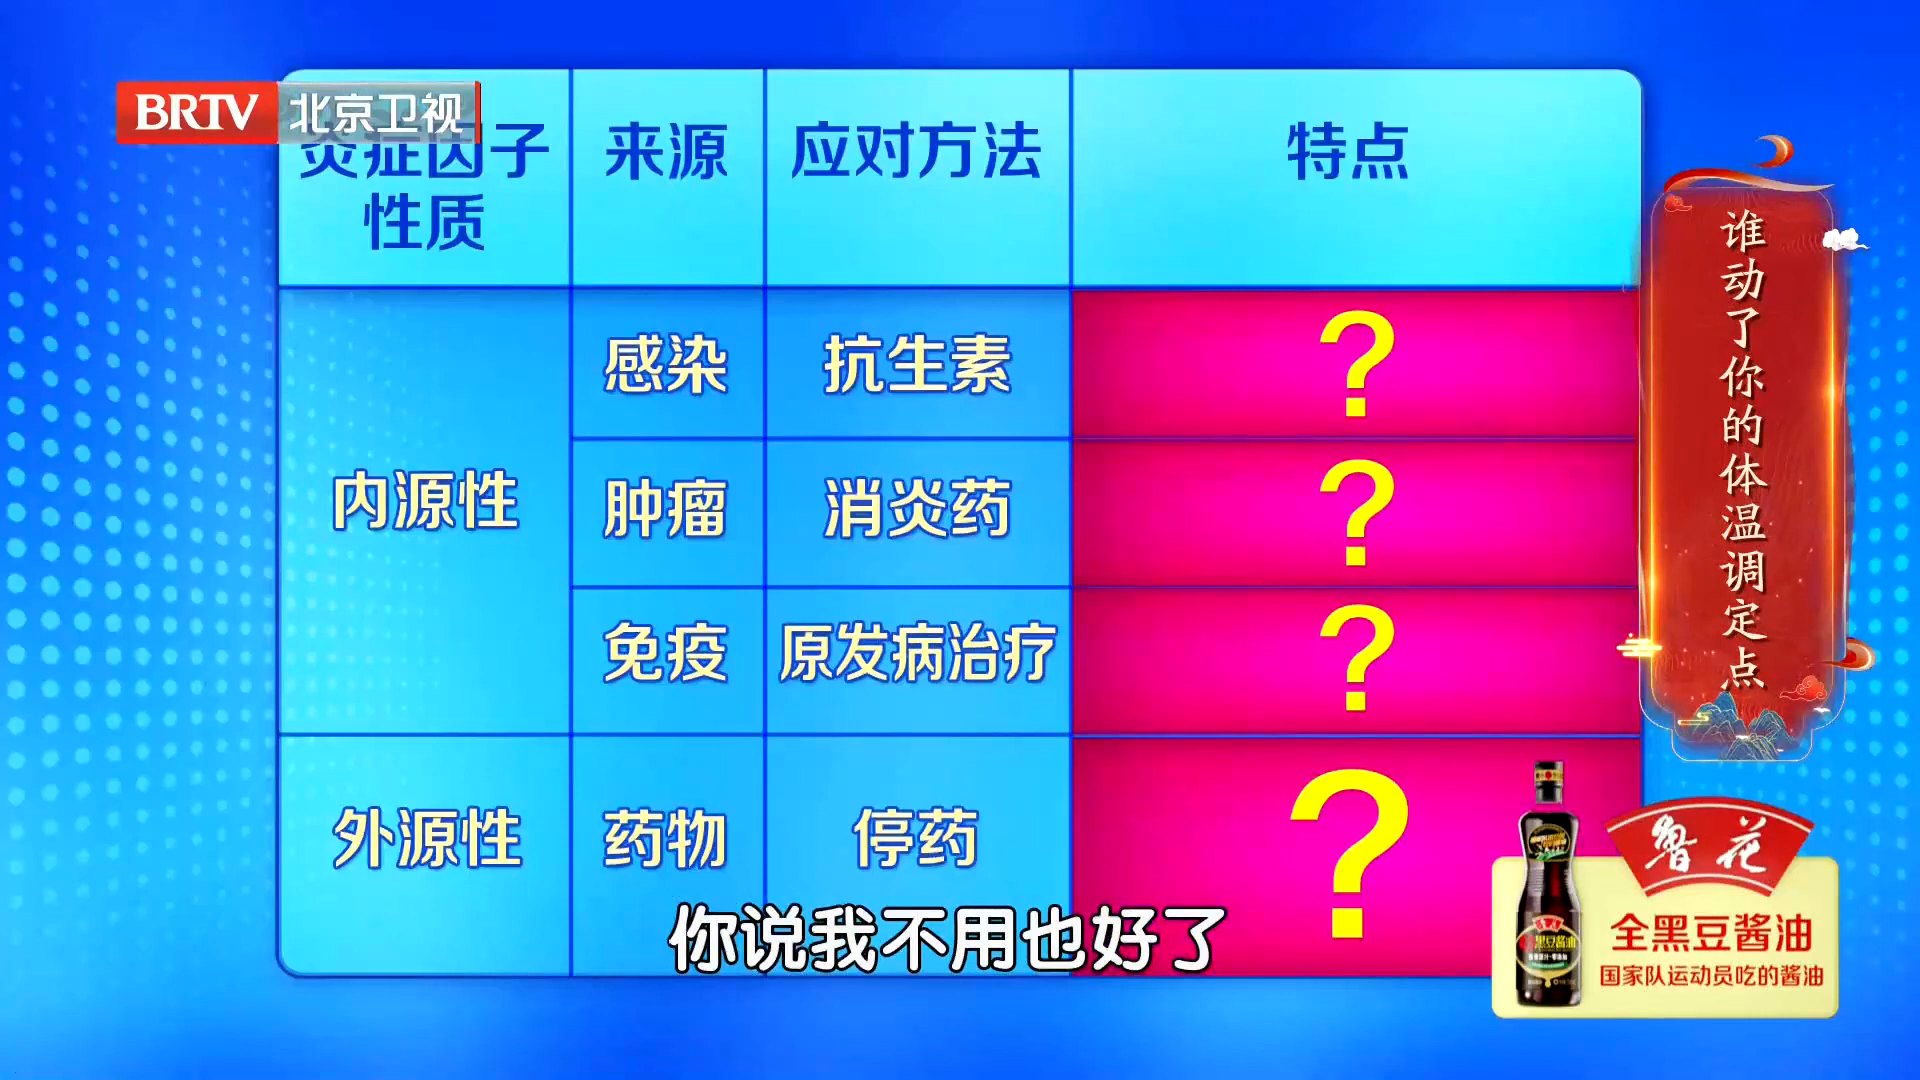 BRTV 北京卫视
炎症因子
性质
来源
应对方法
特点
感染
抗生素
?
内源性
肿瘤
消炎药
?
免疫
原发病治疗
?
外源性
药物
停药
?
你说我不用也好了
谁动了你的体温调定点
鲁花
全黑豆酱油
国家队运动员吃的酱油